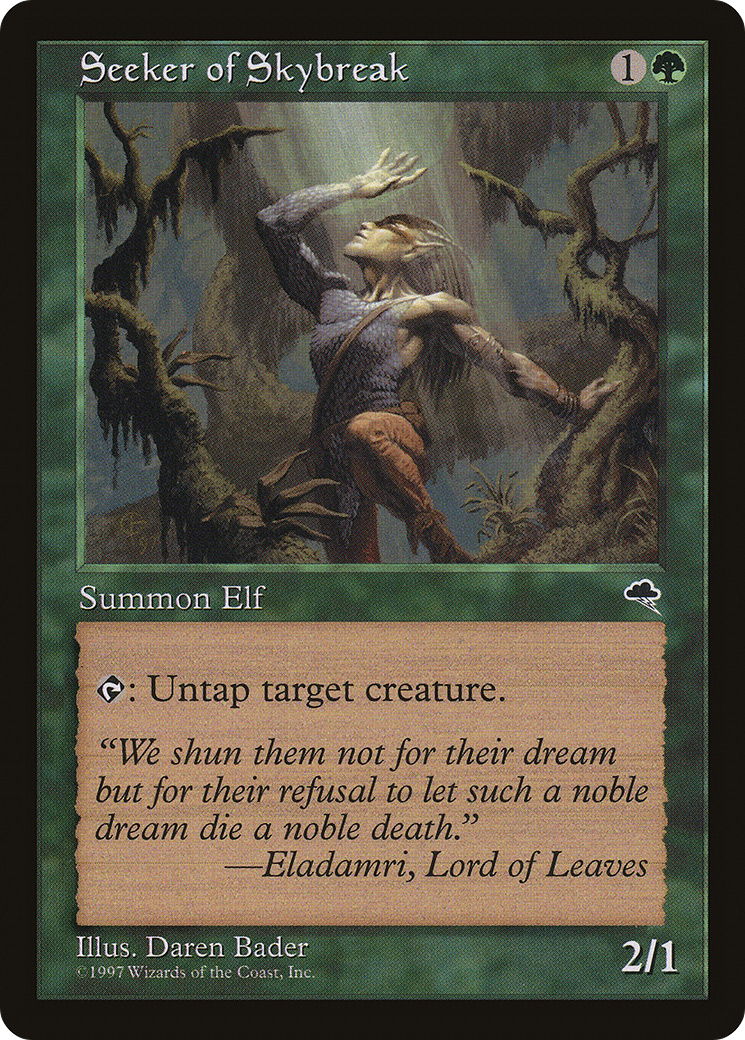 Seeker of Skybreak
1
Summon Elf
: Untap target creature.
“We shun them not for their dream
but for their refusal to let such a noble
dream die a noble death.”
—Eladamri, Lord of Leaves
Illus. Daren Bader
©1997 Wizards of the Coast, Inc.
2/1